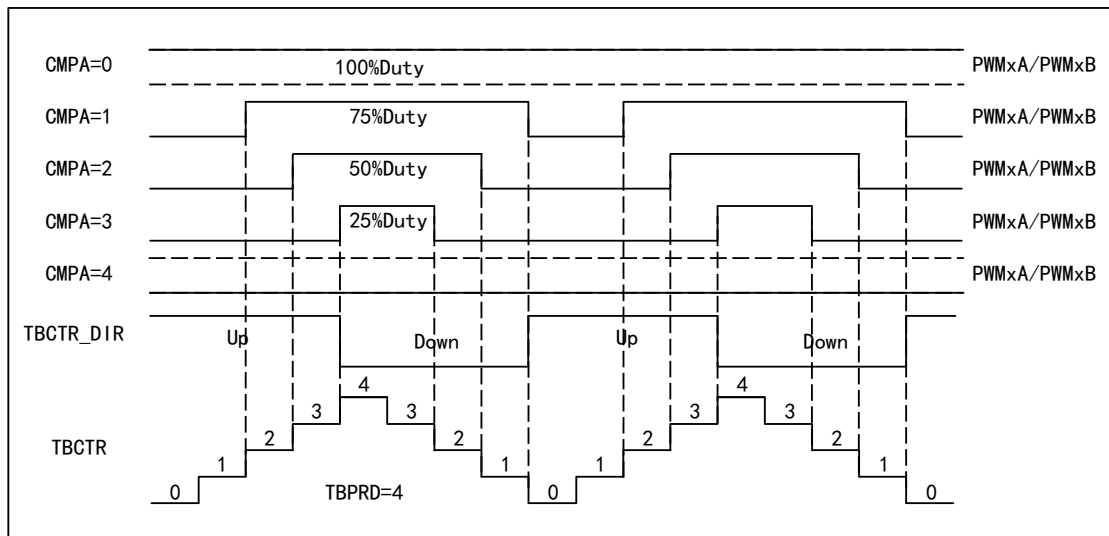 CMPA=0 100%Duty PWMxA/PWMxB
CMPA=1 75%Duty PWMxA/PWMxB
CMPA=2 50%Duty PWMxA/PWMxB
CMPA=3 25%Duty PWMxA/PWMxB
CMPA=4 PWMxA/PWMxB
TBCTR_DIR Up Down Up Down
4 4
3 3 3 3
TBCTR 2 2 2 2
1 1 1 1
0 TBPRD=4 0 0